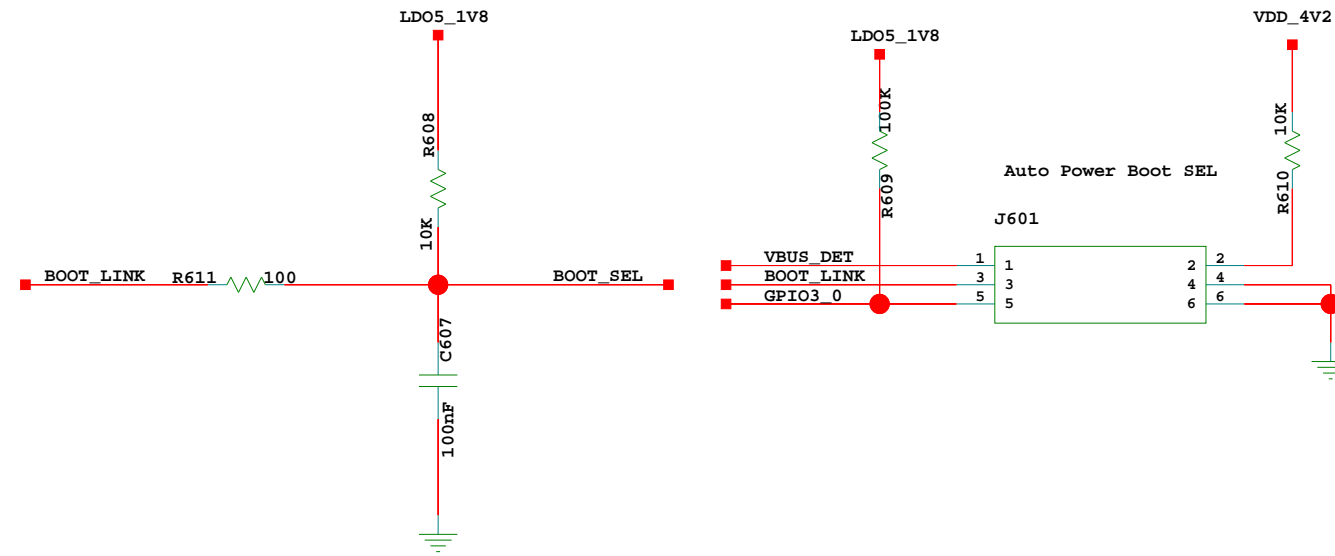 LDO5_1V8
R608
10K
BOOT_LINK
R611
100
BOOT_SEL
C607
100nF
LDO5_1V8
100K
R609
VDD_4V2
10K
R610
Auto Power Boot SEL
J601
VBUS_DET 1 1 2 2
BOOT_LINK 3 3 4 4
GPIO3_0 5 5 6 6